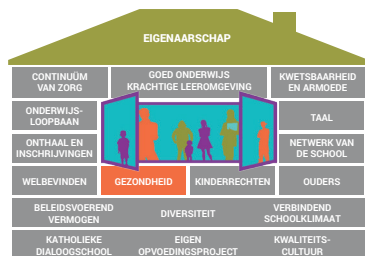 EIGENAARSCHAP
CONTINUÜM
VAN ZORG
GOED ONDERWIJS
KRACHTIGE LEEROMGEVING
KWETSBAARHEID
EN ARMOEDE
ONDERWIJS-
LOOPBAAN
TAAL
ONTHAAL EN
INSCHRIJVINGEN
NETWERK VAN
DE SCHOOL
WELBEVINDEN
GEZONDHEID
KINDERRECHTEN
OUDERS
BELEIDSVOEREND
VERMOGEN
DIVERSITEIT
VERBINDEND
SCHOOLKLIMAAT
KATHOLIEKE
DIALOOGSCHOOL
EIGEN
OPVOEDINGSPROJECT
KWALITEITS-
CULTUUR